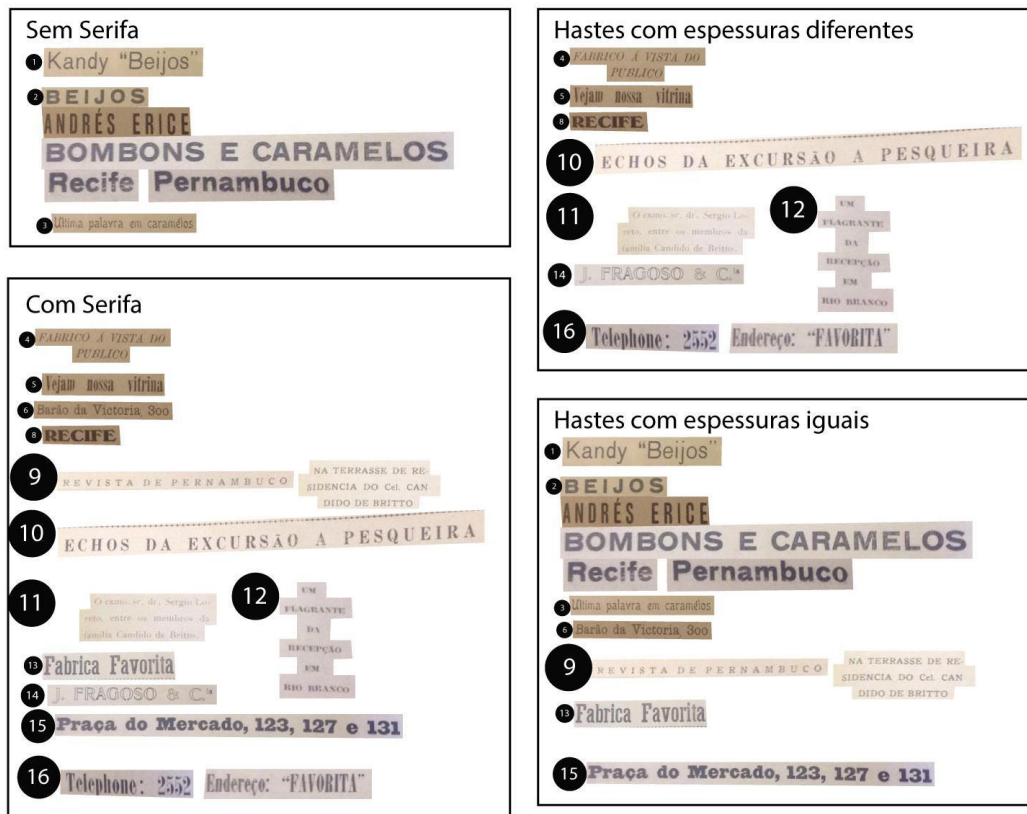 Sem Serifa
1 Kandy "Beijos"
2 BEIJOS
ANDRÉS ERICE
BOMBONS E CARAMELOS
Recife Pernambuco
3 Ultima palavra em caramélos
Com Serifa
4 FABRICO Á VISTA DO
PUBLICO
5 Vejam nossa vitrina
6 Barão da Victoria, 300
8 RECIFE
9 REVISTA DE PERNAMBUCO
NA TERRASSE DE RE-
SIDENCIA DO Cel. CAN
DIDO DE BRITTO
10 ECHOS DA EXCURSÃO A PESQUEIRA
11 O exmo. sr. dr. Sergio Lo-
reto, entre os membros da
familia Candido de Britto.
12 UM
FLAGRANTE
DA
RECEPÇÃO
EM
RIO BRANCO
13 Fabrica Favorita
14 J. FRAGOSO & C.ia
15 Praça do Mercado, 123, 127 e 131
16 Telephone: 2552 Endereço: "FAVORITA"
Hastes com espessuras diferentes
4 FABRICO Á VISTA DO
PUBLICO
5 Vejam nossa vitrina
8 RECIFE
10 ECHOS DA EXCURSÃO A PESQUEIRA
11 O exmo. sr. dr. Sergio Lo-
reto, entre os membros da
familia Candido de Britto.
12 UM
FLAGRANTE
DA
RECEPÇÃO
EM
RIO BRANCO
14 J. FRAGOSO & C.ia
16 Telephone: 2552 Endereço: "FAVORITA"
Hastes com espessuras iguais
1 Kandy "Beijos"
2 BEIJOS
ANDRÉS ERICE
BOMBONS E CARAMELOS
Recife Pernambuco
3 Ultima palavra em caramélos
6 Barão da Victoria, 300
9 REVISTA DE PERNAMBUCO
NA TERRASSE DE RE-
SIDENCIA DO Cel. CAN
DIDO DE BRITTO
13 Fabrica Favorita
15 Praça do Mercado, 123, 127 e 131